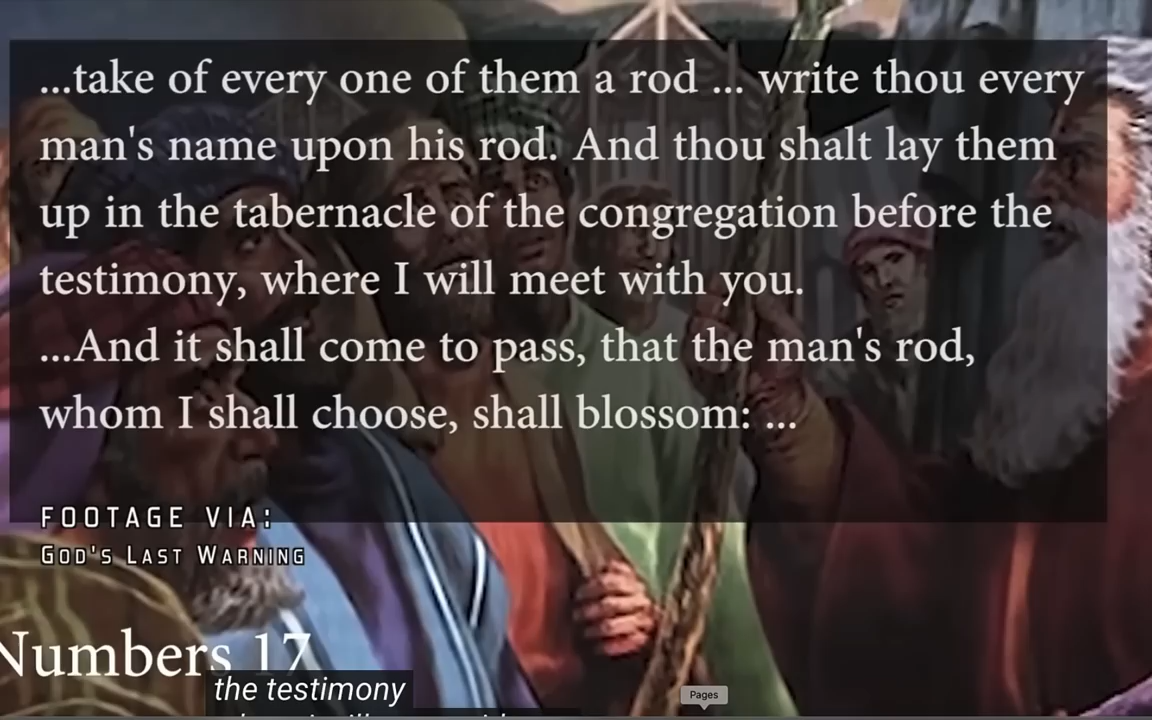 ...take of every one of them a rod ... write thou every
man's name upon his rod. And thou shalt lay them
up in the tabernacle of the congregation before the
testimony, where I will meet with you.
...And it shall come to pass, that the man's rod,
whom I shall choose, shall blossom: ...
FOOTAGE VIA:
GOD'S LAST WARNING
Numbers 17
the testimony
Pages